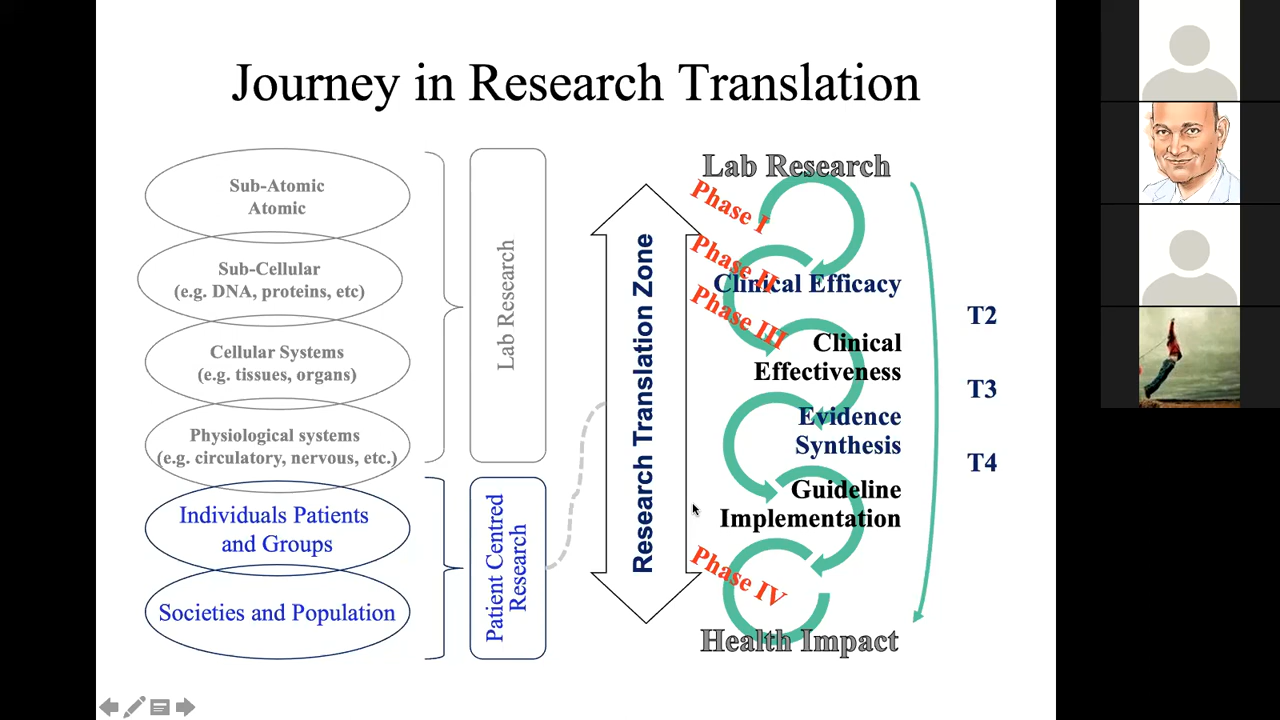 Journey in Research Translation
Sub-Atomic
Atomic
Sub-Cellular
(e.g. DNA, proteins, etc)
Cellular Systems
(e.g. tissues, organs)
Physiological systems
(e.g. circulatory, nervous, etc.)
Individuals Patients
and Groups
Societies and Population
Lab Research
Patient Centred
Research
Research Translation Zone
Lab Research
Phase I
Phase II
Clinical Efficacy
Phase III
Clinical
Effectiveness
Evidence
Synthesis
Guideline
Implementation
Phase IV
Health Impact
T2
T3
T4